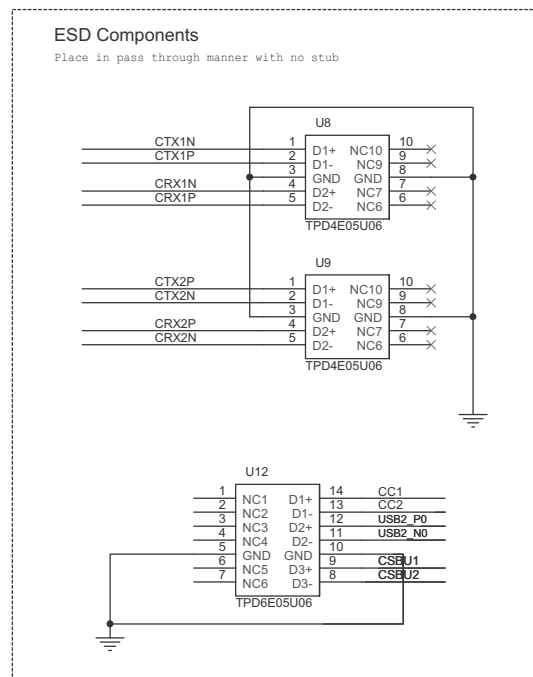 ESD Components
Place in pass through manner with no stub
U8
CTX1N 1 D1+ NC10 10
CTX1P 2 D1- NC9 9
3 GND GND 8
CRX1N 4 D2+ NC7 7
CRX1P 5 D2- NC6 6
TPD4E05U06
U9
CTX2P 1 D1+ NC10 10
CTX2N 2 D1- NC9 9
3 GND GND 8
CRX2P 4 D2+ NC7 7
CRX2N 5 D2- NC6 6
TPD4E05U06
U12
1 NC1 D1+ 14 CC1
2 NC2 D1- 13 CC2
3 NC3 D2+ 12 USB2_P0
4 NC4 D2- 11 USB2_N0
5 GND GND 10
6 NC5 D3+ 9 CSBU1
7 NC6 D3- 8 CSBU2
TPD6E05U06